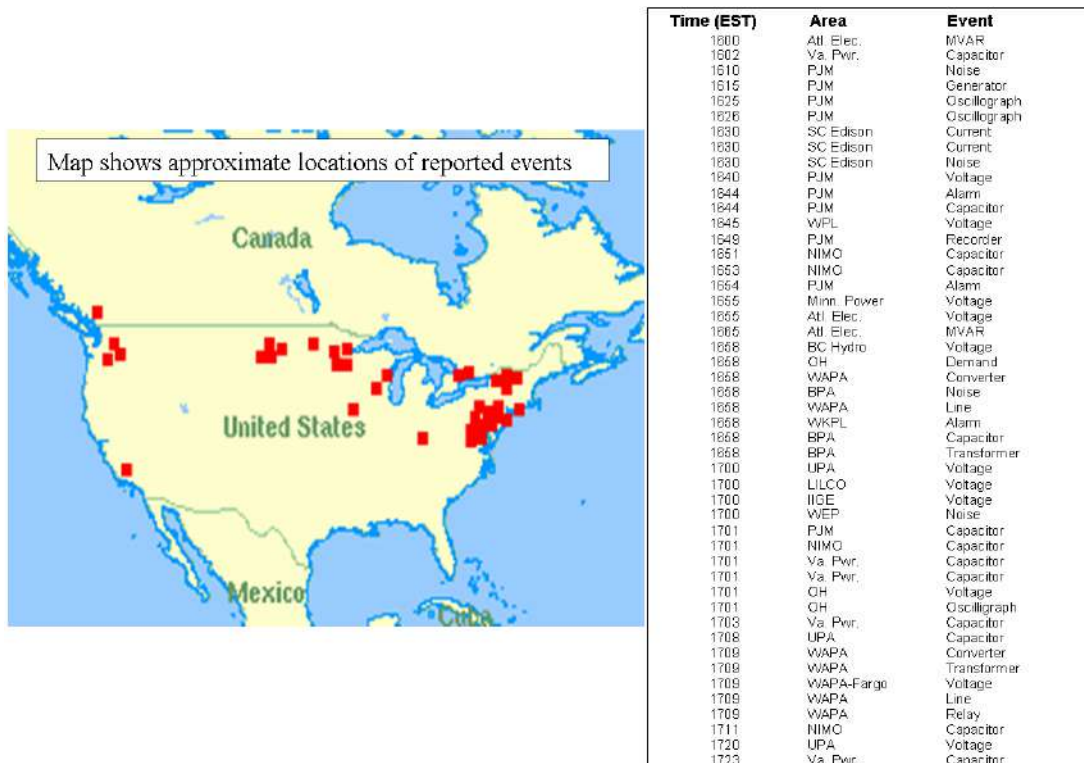 Map shows approximate locations of reported events
Canada
United States
Mexico
Cuba
Time (EST) Area Event
1600 Atl. Elec. MVAR
1602 Va. Pwr. Capacitor
1610 PJM Noise
1615 PJM Generator
1625 PJM Oscillograph
1626 PJM Oscillograph
1630 SC Edison Current
1630 SC Edison Current
1630 SC Edison Noise
1640 PJM Voltage
1644 PJM Alarm
1644 PJM Capacitor
1645 WPL Voltage
1649 PJM Recorder
1651 NIMO Capacitor
1653 NIMO Capacitor
1654 PJM Alarm
1655 Minn. Power Voltage
1655 Atl. Elec. Voltage
1665 Atl. Elec. MVAR
1658 BC Hydro Voltage
1658 OH Demand
1658 WAPA Converter
1658 BPA Noise
1658 WAPA Line
1658 WKPL Alarm
1658 BPA Capacitor
1658 BPA Transformer
1700 UPA Voltage
1700 LILCO Voltage
1700 IIGE Voltage
1700 WEP Noise
1701 PJM Capacitor
1701 NIMO Capacitor
1701 Va. Pwr. Capacitor
1701 Va. Pwr. Capacitor
1701 OH Voltage
1701 OH Oscilligraph
1703 Va. Pwr. Capacitor
1708 UPA Capacitor
1709 WAPA Converter
1709 WAPA Transformer
1709 WAPA-Fargo Voltage
1709 WAPA Line
1709 WAPA Relay
1711 NIMO Capacitor
1720 UPA Voltage
1723 Va. Pwr. Capacitor